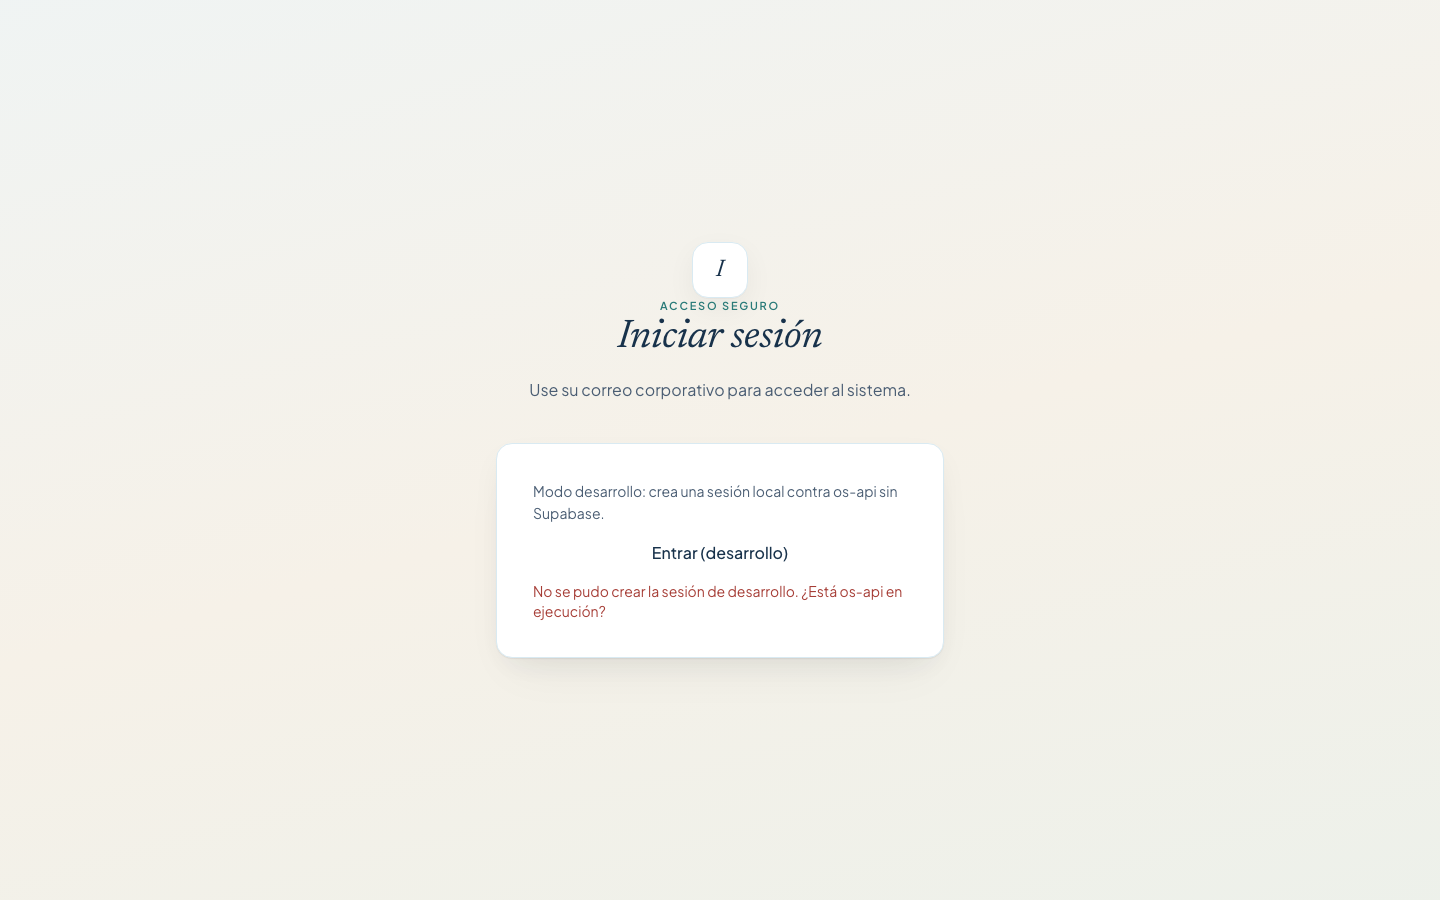 I
ACCESO SEGURO
Iniciar sesión
Use su correo corporativo para acceder al sistema.
Modo desarrollo: crea una sesión local contra os-api sin
Supabase.
Entrar (desarrollo)
No se pudo crear la sesión de desarrollo. ¿Está os-api en
ejecución?